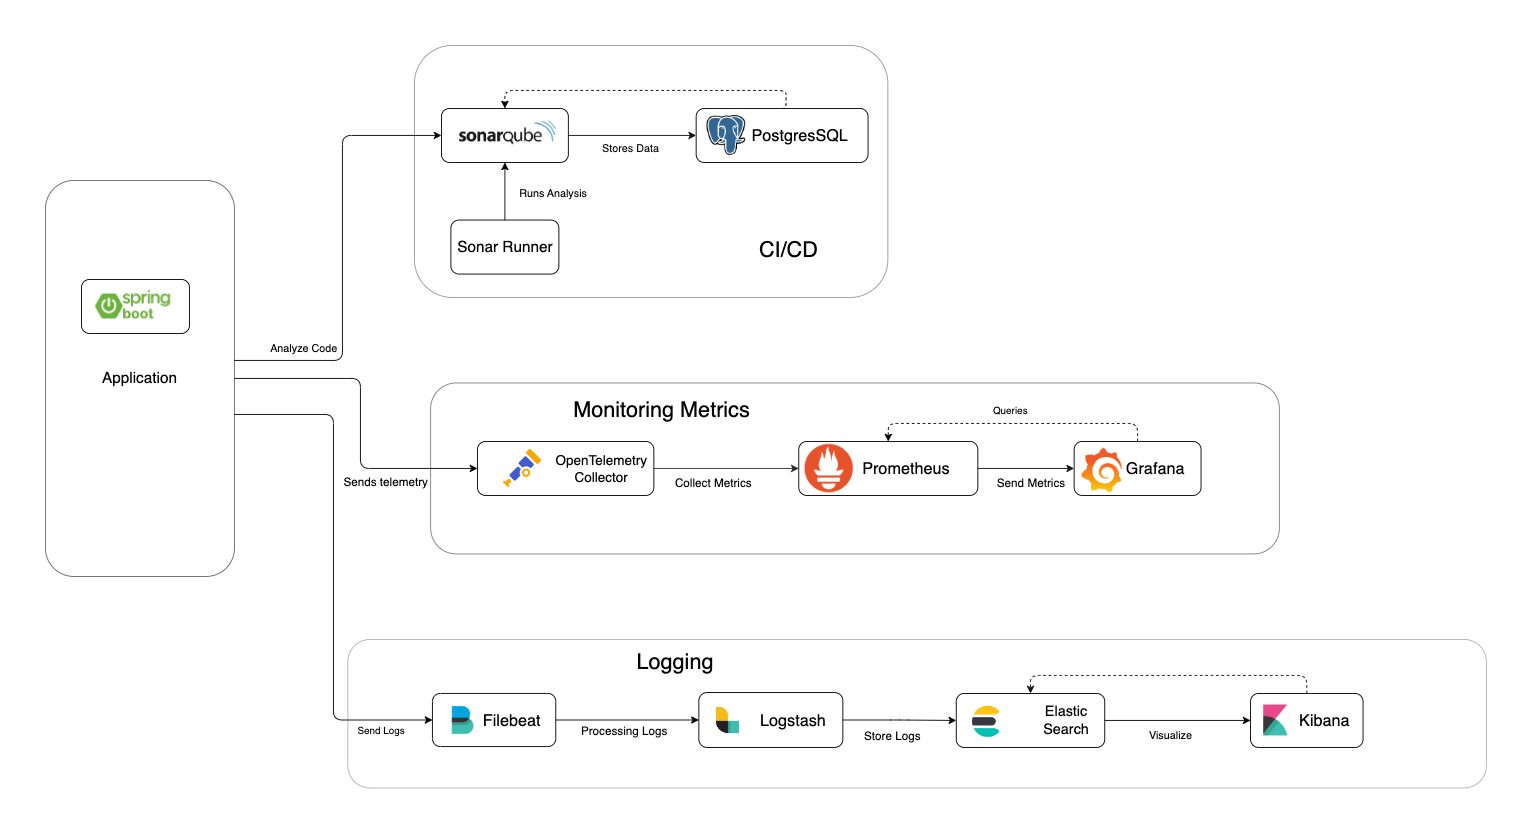 sonarqube
PostgresSQL
Stores Data
Runs Analysis
Sonar Runner
CI/CD
spring
boot
Application
Analyze Code
Monitoring Metrics
Queries
OpenTelemetry
Collector
Prometheus
Grafana
Sends telemetry
Collect Metrics
Send Metrics
Logging
Filebeat
Logstash
Elastic
Search
Kibana
Send Logs
Processing Logs
Store Logs
Visualize